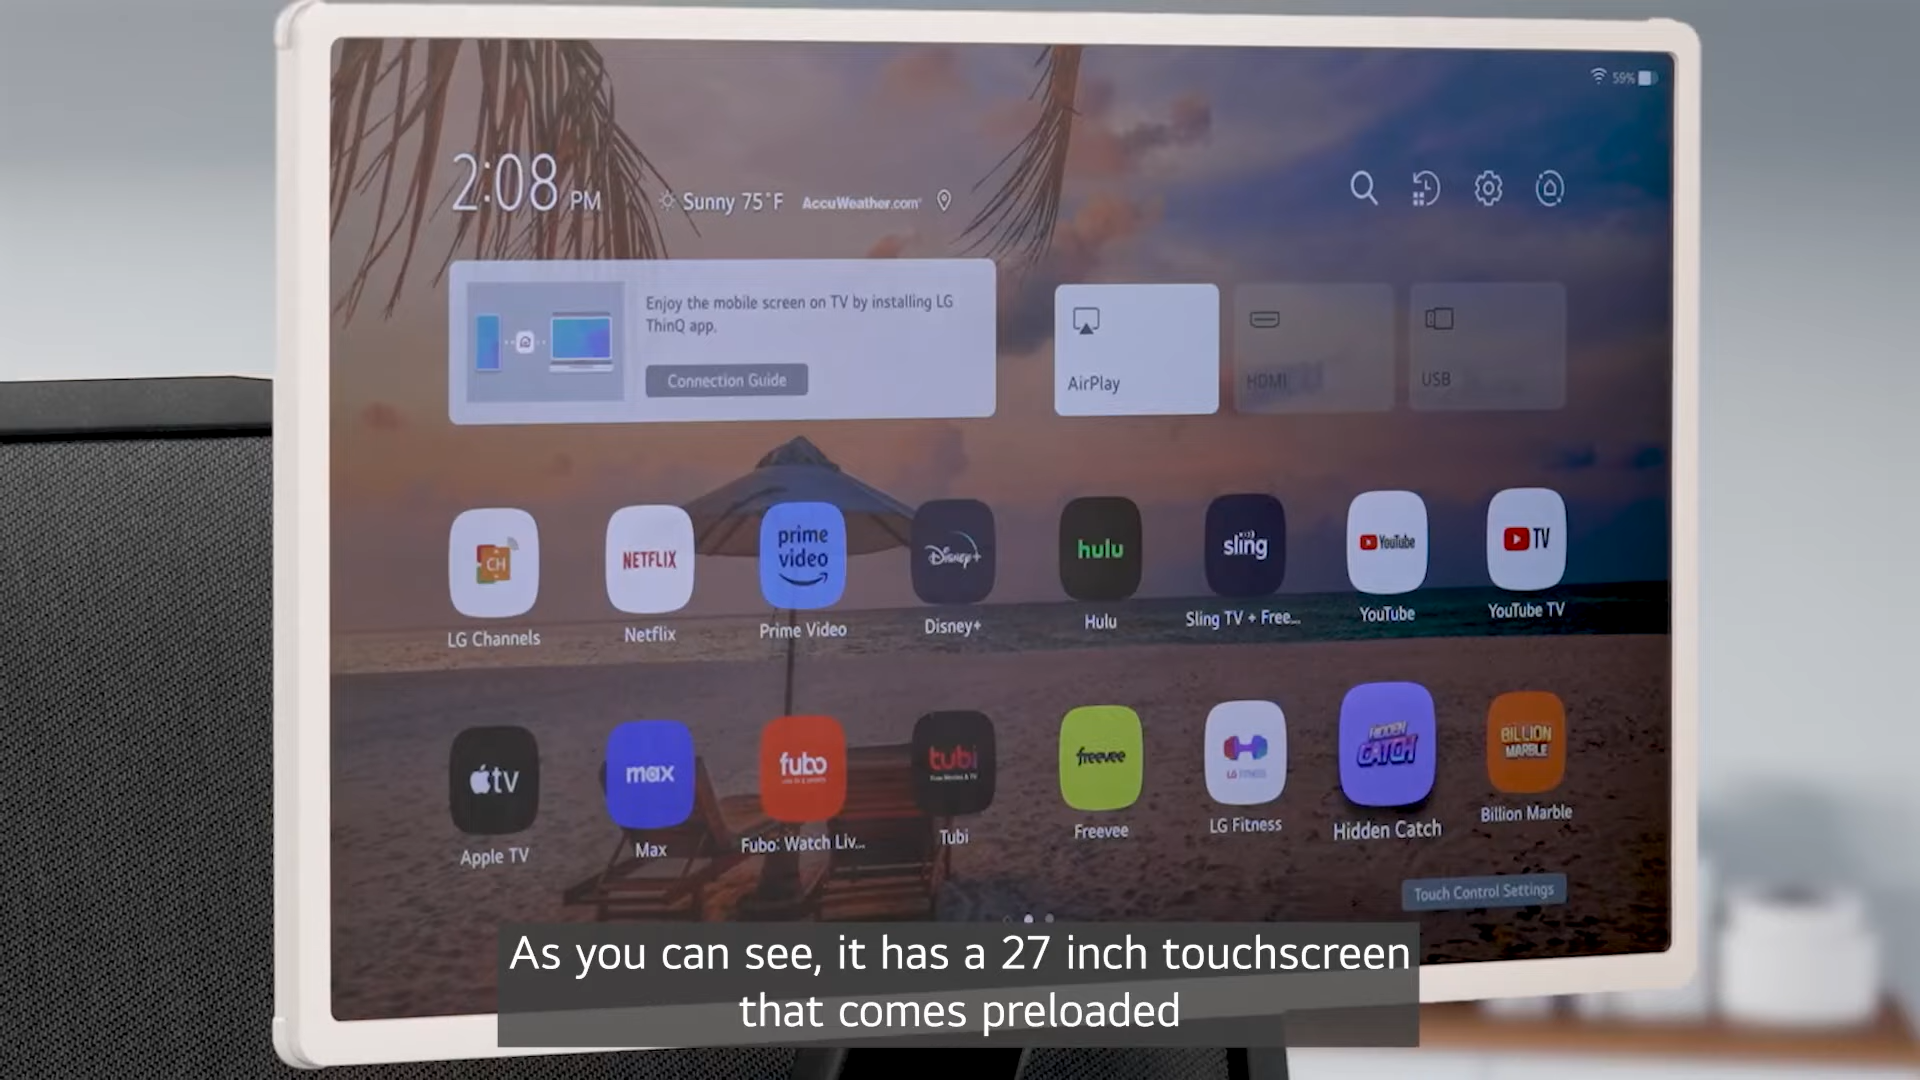 59%
2:08 PM
Sunny 75°F AccuWeather.com
Enjoy the mobile screen on TV by installing LG
ThinQ app.
Connection Guide
AirPlay
HDMI
USB
CH
NETFLIX
prime
video
Disney+
hulu
sling
YouTube
TV
LG Channels
Netflix
Prime Video
Disney+
Hulu
Sling TV + Free...
YouTube
YouTube TV
tv
max
fubo
tubi
freevee
LG FITNESS
HIDDEN
CATCH
BILLION
MARBLE
Apple TV
Max
Fubo: Watch Liv...
Tubi
Freevee
LG Fitness
Hidden Catch
Billion Marble
Touch Control Settings
As you can see, it has a 27 inch touchscreen
that comes preloaded